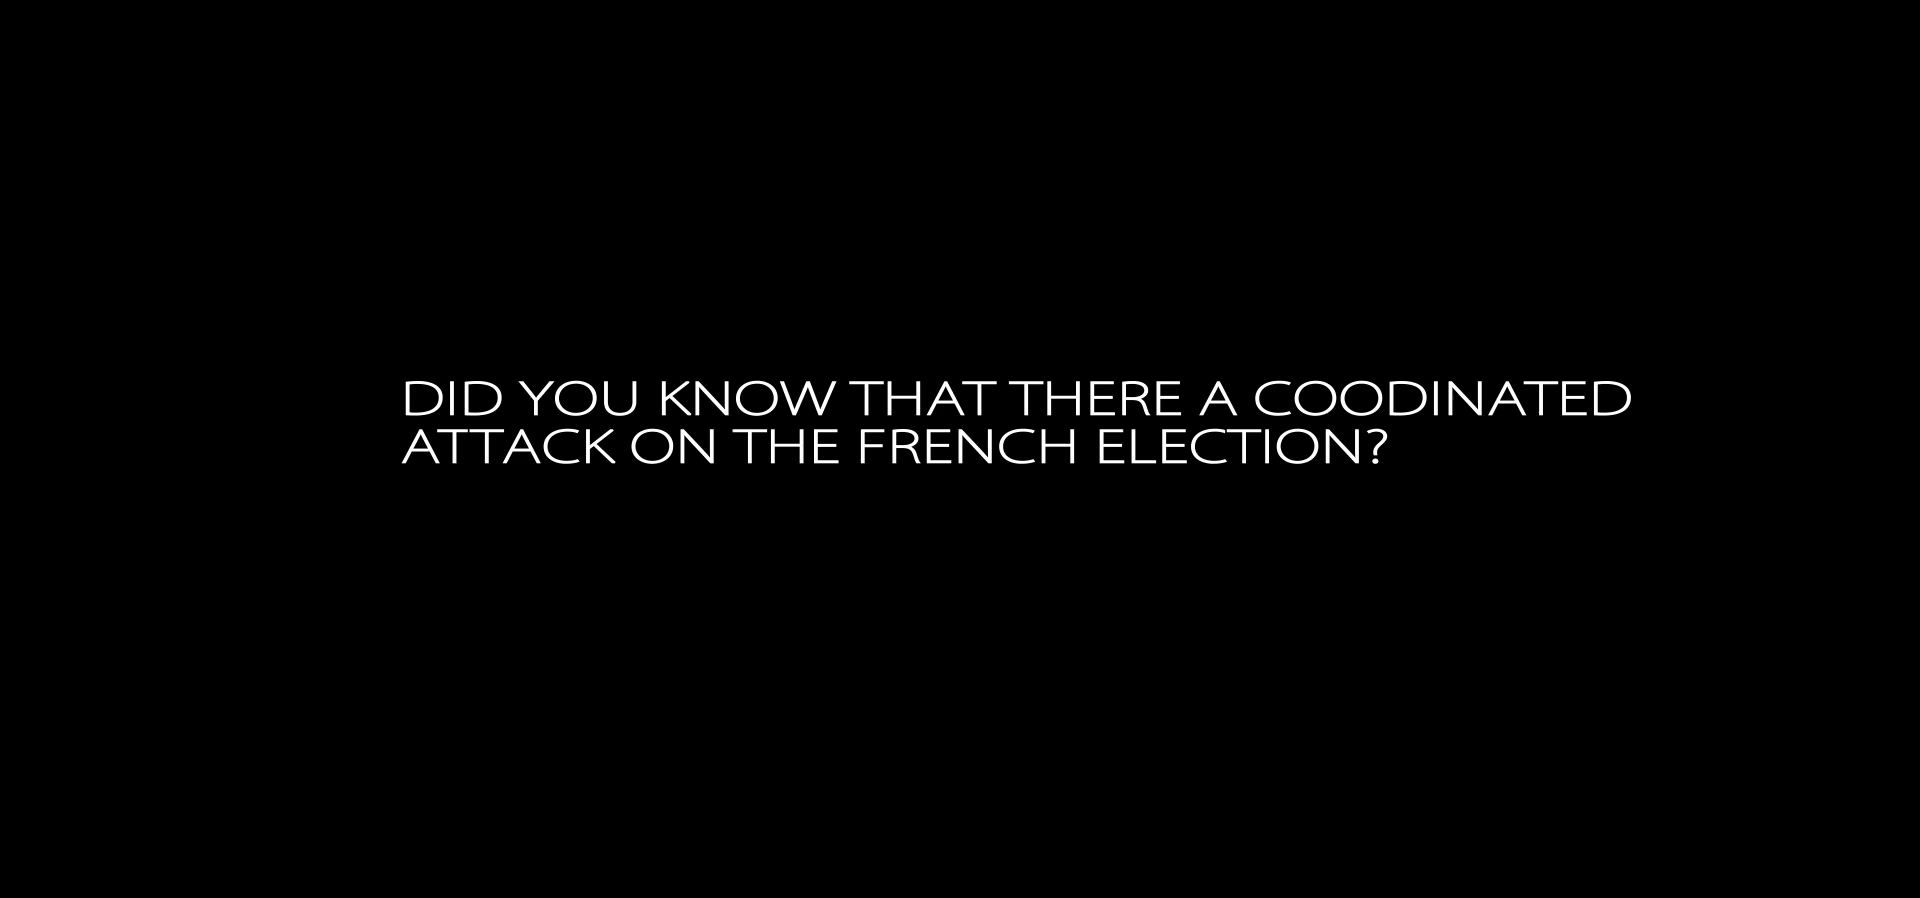 DID YOU KNOW THAT THERE A COODINATED
ATTACK ON THE FRENCH ELECTION?